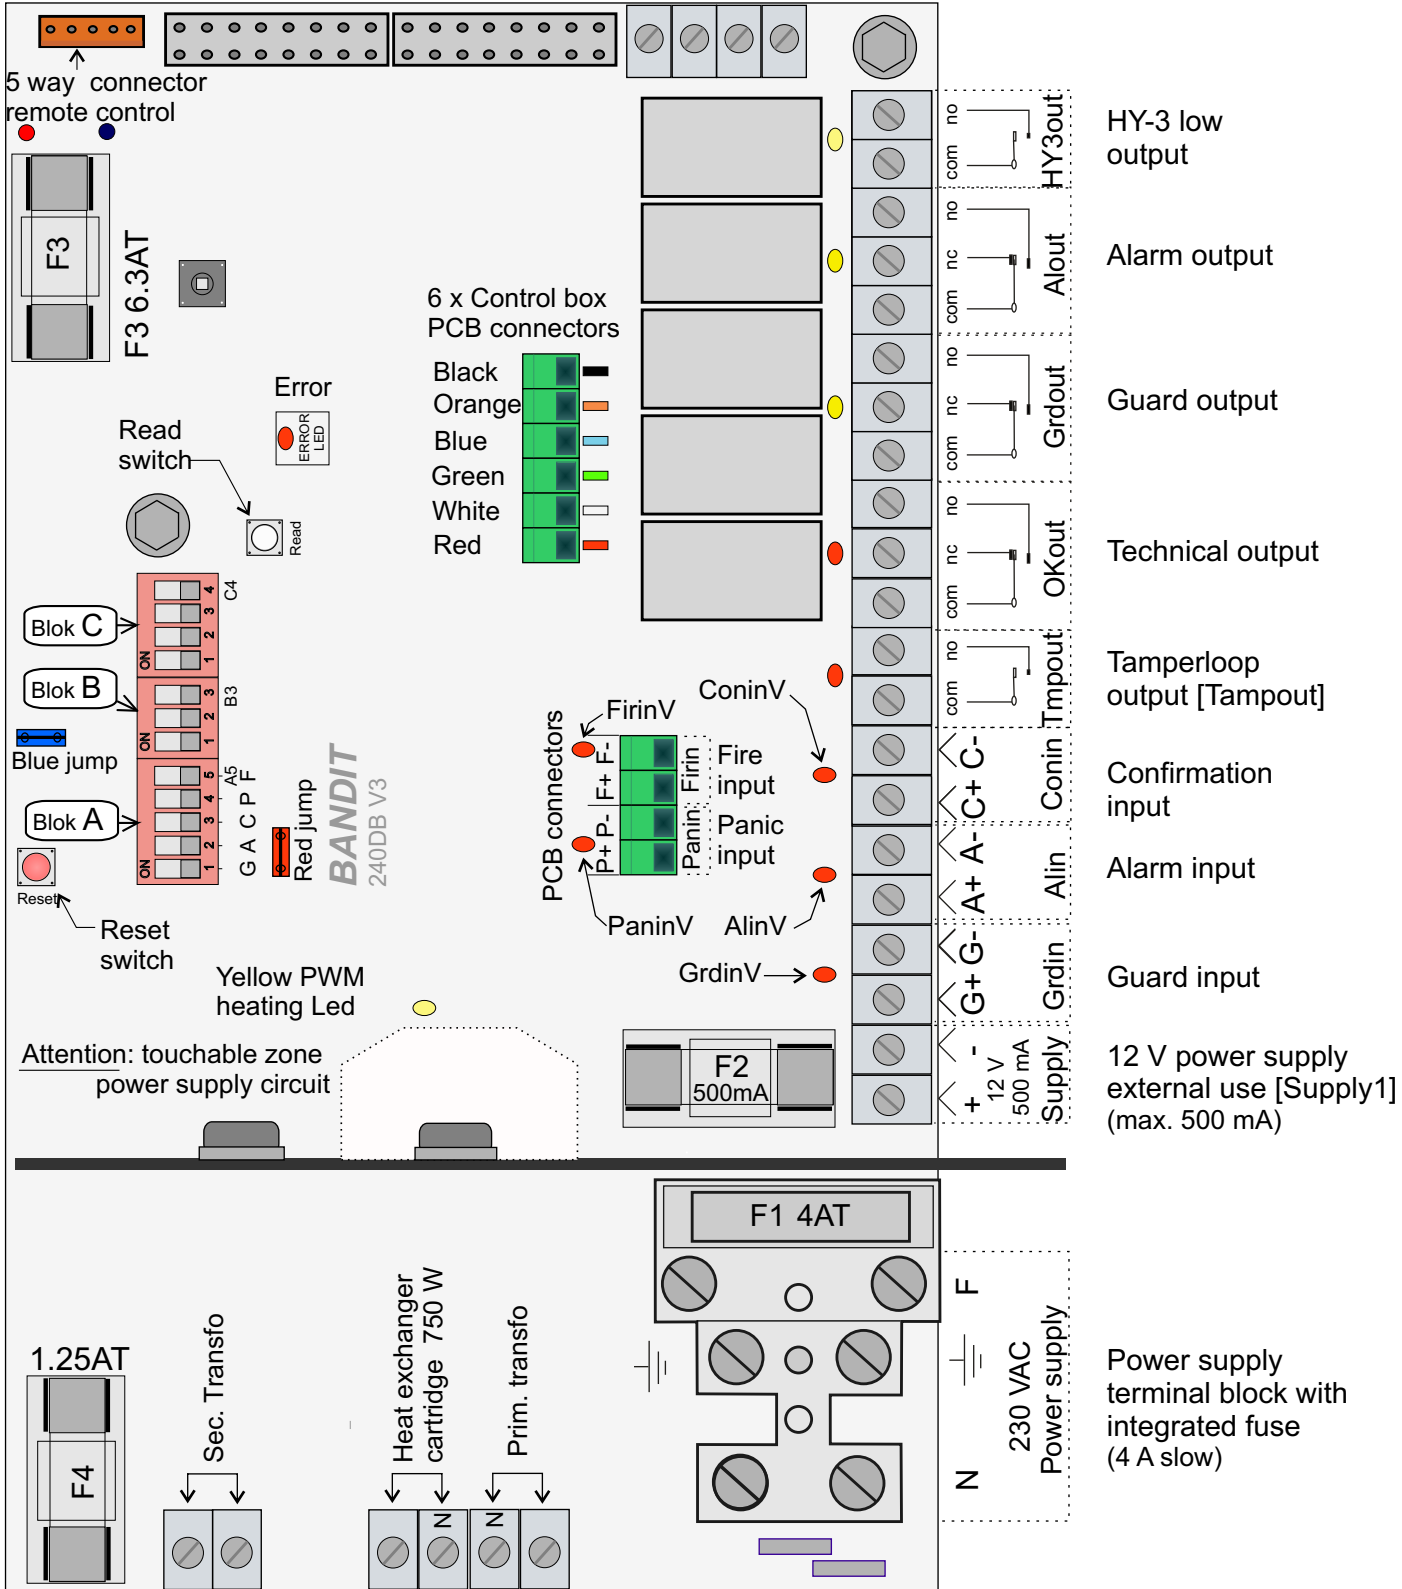 5 way connector
remote control
F3
F3 6.3AT
Error
ERROR
LED
Read
switch
Read
6 x Control box
PCB connectors
Black
Orange
Blue
Green
White
Red
Blok C
Blok B
Blok A
ON
1
2
3
4
C4
ON
1
2
3
B3
ON
1
2
3
4
5
A5
G A C P F
Blue jump
Red jump
BANDIT
240DB V3
Reset
Reset
switch
PCB connectors
FirinV
PaninV
F-
F+
P-
P+
Firin
Panin
Fire
input
Panic
input
ConinV
AlinV
GrdinV
Yellow PWM
heating Led
Attention: touchable zone
power supply circuit
F2
500mA
no
com
HY3out
HY-3 low
output
no
nc
com
Alout
Alarm output
no
nc
com
Grdout
Guard output
no
nc
com
OKout
Technical output
no
com
Tmpout
Tamperloop
output [Tampout]
C-
C+
Conin
Confirmation
input
A-
A+
Alin
Alarm input
G-
G+
Grdin
Guard input
-
+
12 V
500 mA
Supply
12 V power supply
external use [Supply1]
(max. 500 mA)
F1 4AT
F
N
230 VAC
Power supply
Power supply
terminal block with
integrated fuse
(4 A slow)
1.25AT
F4
Sec. Transfo
Heat exchanger
cartridge 750 W
Prim. transfo
N
N